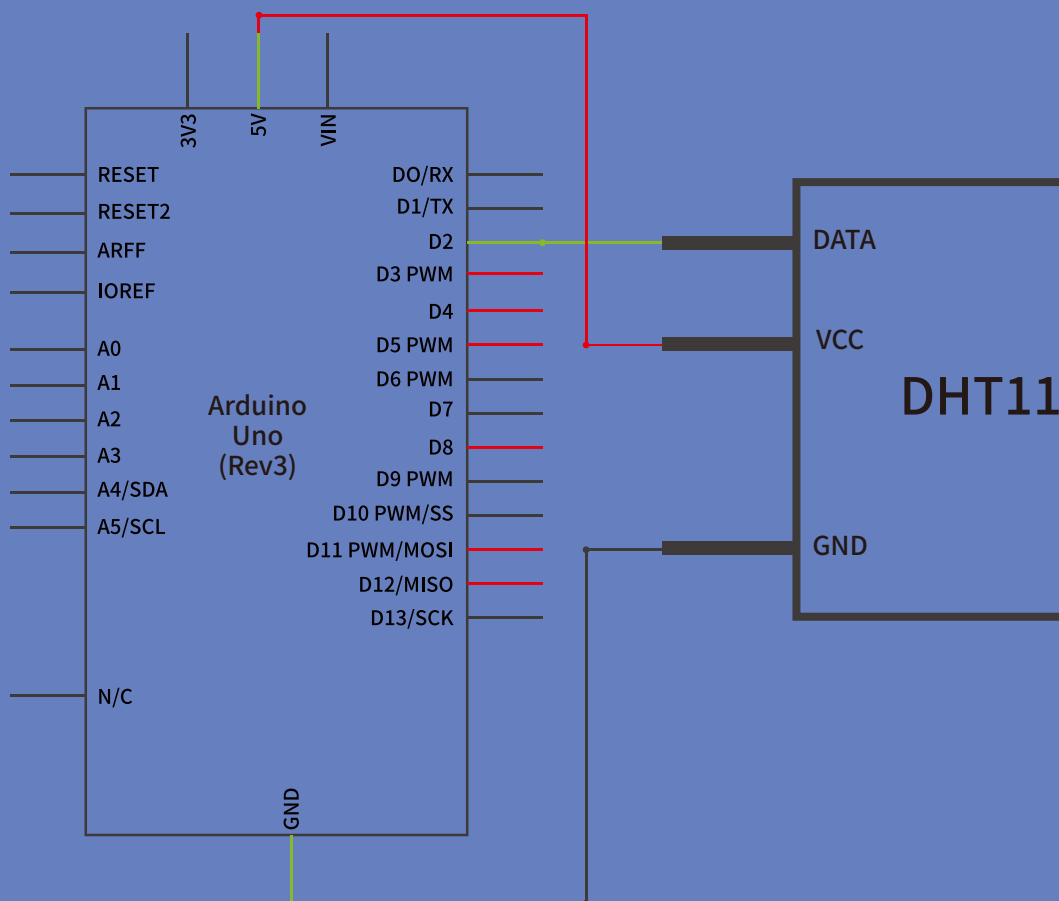 3V3
5V
VIN
RESET
RESET2
ARFF
IOREF
A0
A1
A2
A3
A4/SDA
A5/SCL
N/C
DO/RX
D1/TX
D2
D3 PWM
D4
D5 PWM
D6 PWM
D7
D8
D9 PWM
D10 PWM/SS
D11 PWM/MOSI
D12/MISO
D13/SCK
Arduino
Uno
(Rev3)
GND
DATA
VCC
DHT11
GND